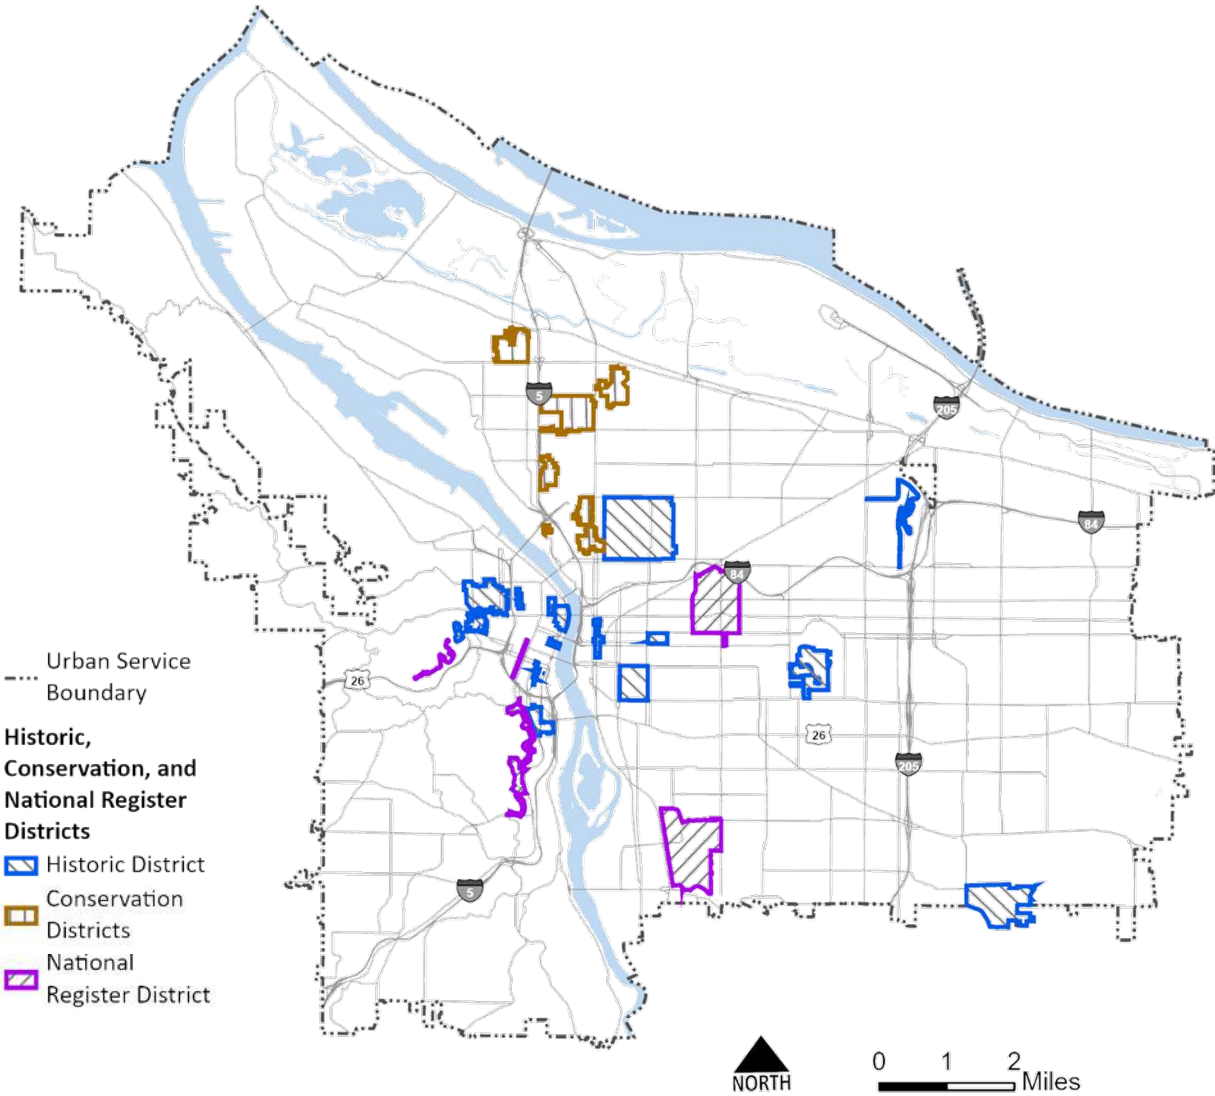 5
205
84
84
26
26
205
5
Urban Service
Boundary
Historic,
Conservation, and
National Register
Districts
Historic District
Conservation
Districts
National
Register District
NORTH
0 1 2
Miles